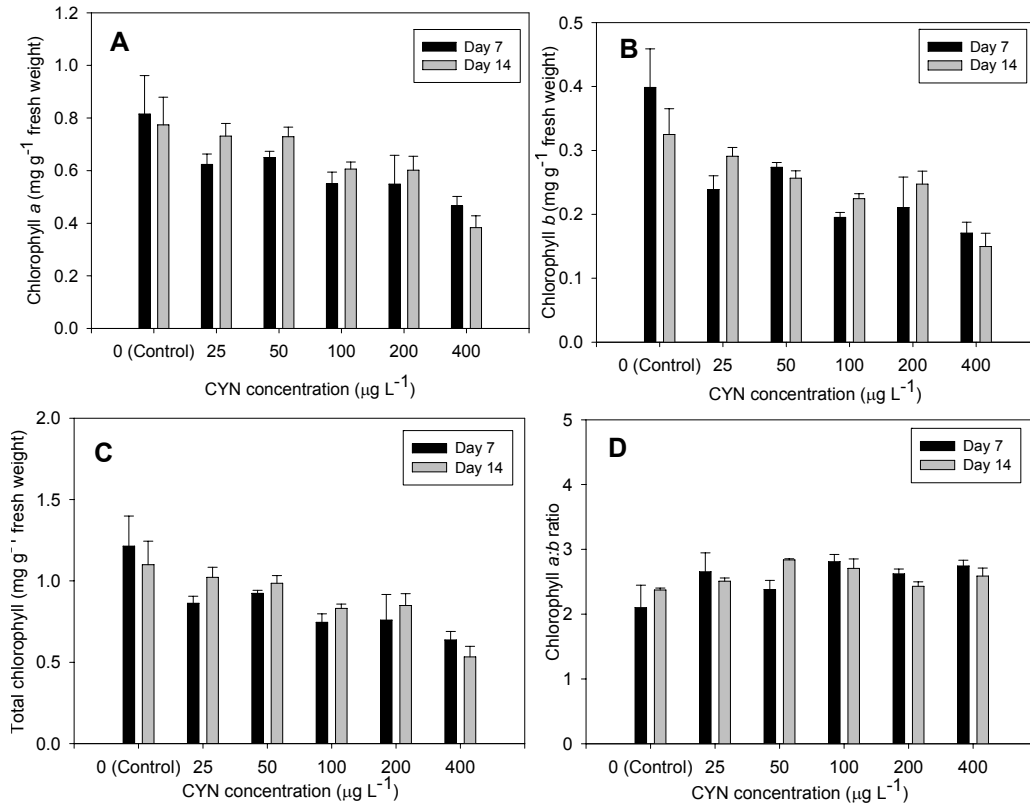 A
Day 7
Day 14
1.2
1.0
0.8
0.6
0.4
0.2
0.0
Chlorophyll a (mg g⁻¹ fresh weight)
0 (Control) 25 50 100 200 400
CYN concentration (μg L⁻¹)
B
Day 7
Day 14
0.5
0.4
0.3
0.2
0.1
0.0
Chlorophyll b (mg g⁻¹ fresh weight)
0 (Control) 25 50 100 200 400
CYN concentration (μg L⁻¹)
C
Day 7
Day 14
2.0
1.5
1.0
0.5
0.0
Total chlorophyll (mg g⁻' fresh weight)
0 (Control) 25 50 100 200 400
CYN concentration (μg L⁻¹)
D
Day 7
Day 14
5
4
3
2
1
0
Chlorophyll a:b ratio
0 (Control) 25 50 100 200 400
CYN concentration (μg L⁻¹)